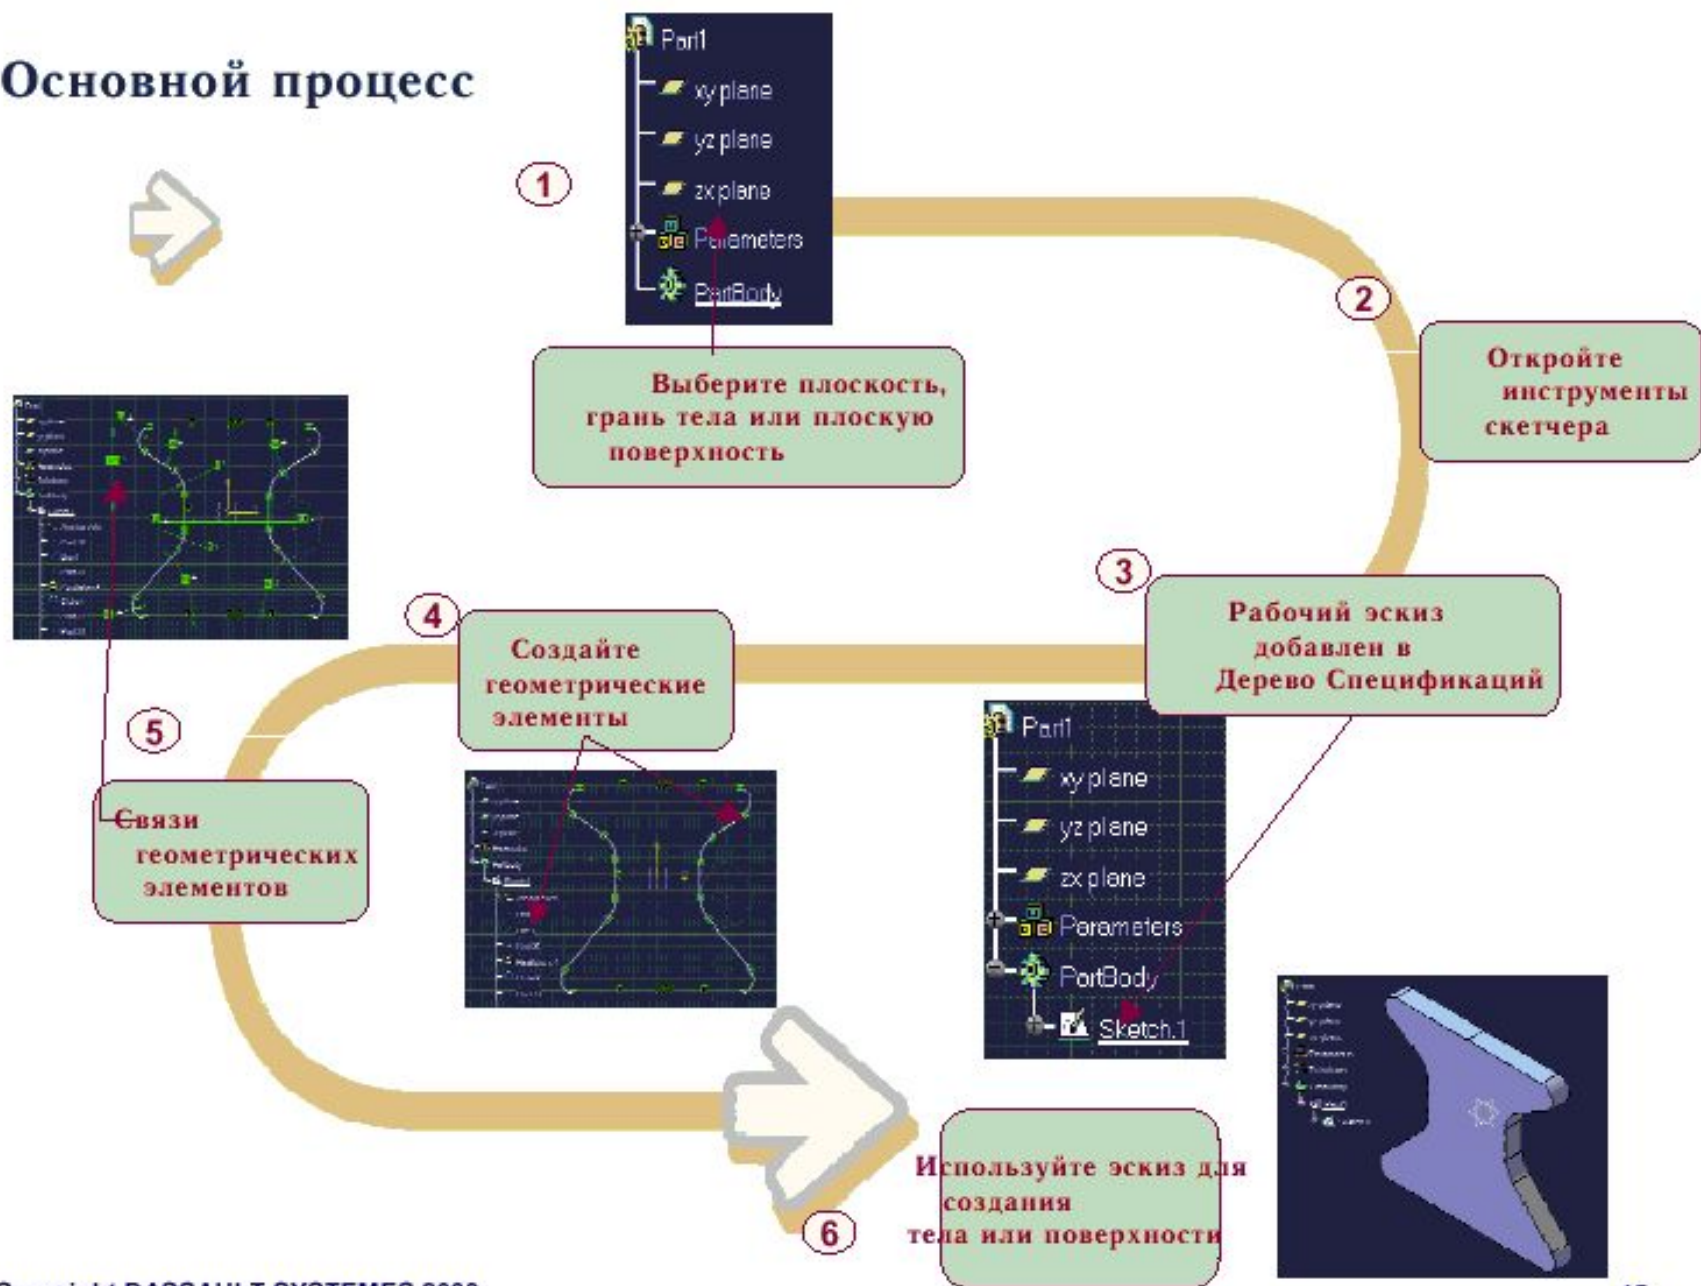 Основной процесс
1
Part1
xy plane
yz plane
zx plane
Parameters
PartBody
Выберите плоскость,
грань тела или плоскую
поверхность
2
Откройте
инструменты
скетчера
3
Рабочий эскиз
добавлен в
Дерево Спецификаций
Part1
xy plane
yz plane
zx plane
Parameters
PartBody
Sketch.1
4
Создайте
геометрические
элементы
5
Связи
геометрических
элементов
6
Используйте эскиз для
создания
тела или поверхности
DASSAULT SYSTEMES